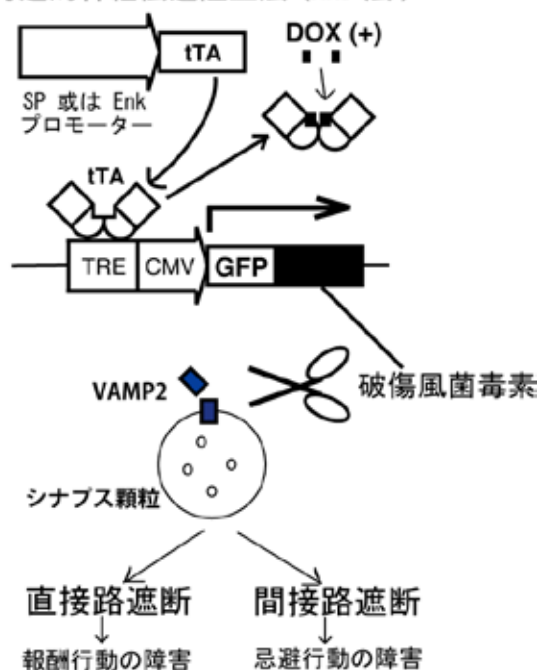 tTA
DOX (+)
SP 或は Enk
プロモーター
tTA
TRE
CMV
GFP
破傷風菌毒素
VAMP2
シナプス顆粒
直接路遮断
間接路遮断
報酬行動の障害
忌避行動の障害